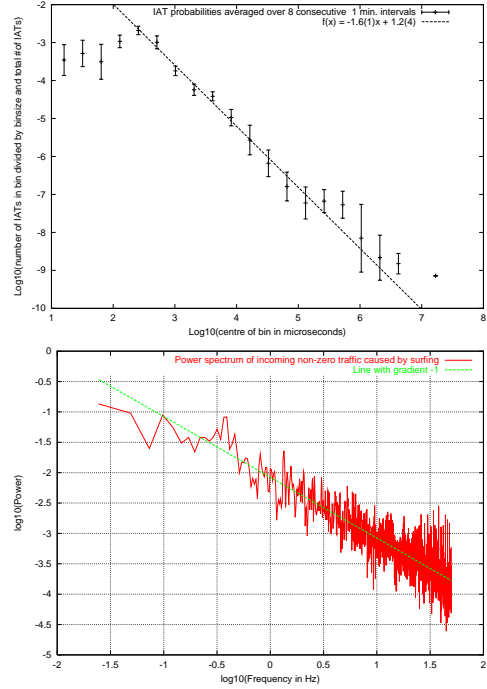 IAT probabilities averaged over 8 consecutive 1 min. intervals
f(x) = -1.6(1)x + 1.2(4)
-2
-3
-4
-5
-6
-7
-8
-9
-10
Log10(number of IATs in bin divided by binsize and total #of IATs)
1 2 3 4 5 6 7 8
Log10(centre of bin in microseconds)
Power spectrum of incoming non-zero traffic caused by surfing
Line with gradient -1
0
-0.5
-1
-1.5
-2
-2.5
-3
-3.5
-4
-4.5
-5
log10(Power)
-2 -1.5 -1 -0.5 0 0.5 1 1.5 2
log10(Frequency in Hz)